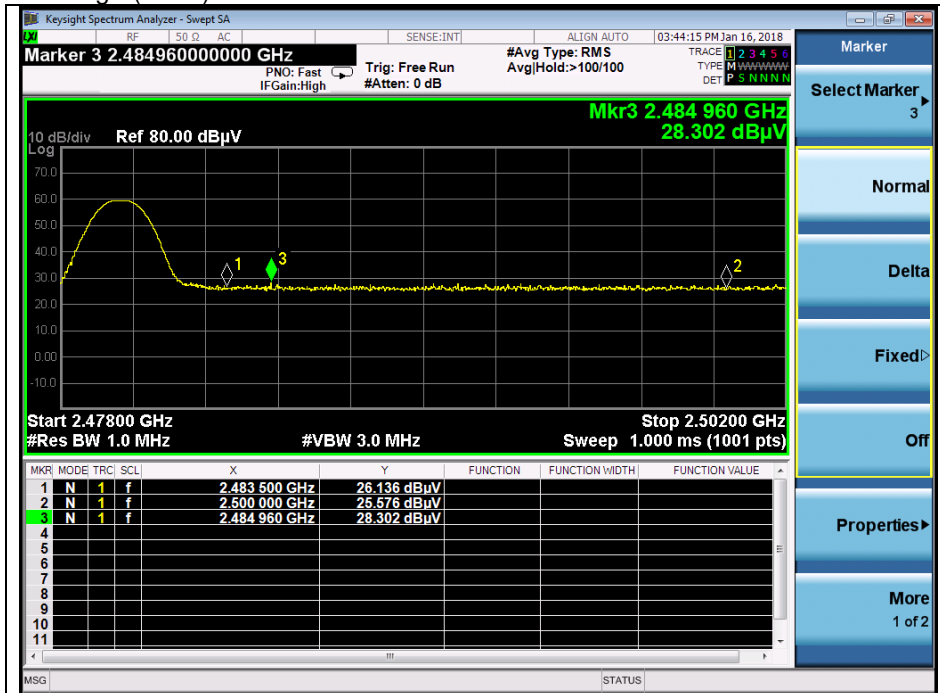 Keysight Spectrum Analyzer - Swept SA
LXI RF 50 Ω AC SENSE:INT ALIGN AUTO 03:44:15 PM Jan 16, 2018
Marker 3 2.484960000000 GHz
PNO: Fast
IFGain:High
Trig: Free Run
#Atten: 0 dB
#Avg Type: RMS
Avg|Hold:>100/100
TRACE 1 2 3 4 5 6
TYPE M WWWWW
DET P S N N N N
Mkr3 2.484 960 GHz
28.302 dBµV
10 dB/div Ref 80.00 dBµV
Log
70.0
60.0
50.0
40.0
30.0
20.0
10.0
0.00
-10.0
1
3
2
Start 2.47800 GHz Stop 2.50200 GHz
#Res BW 1.0 MHz #VBW 3.0 MHz Sweep 1.000 ms (1001 pts)
MKR MODE TRC SCL X Y FUNCTION FUNCTION WIDTH FUNCTION VALUE
1 N 1 f 2.483 500 GHz 26.136 dBµV
2 N 1 f 2.500 000 GHz 25.576 dBµV
3 N 1 f 2.484 960 GHz 28.302 dBµV
4
5
6
7
8
9
10
11
MSG STATUS
Marker
Select Marker
3
Normal
Delta
Fixed
Off
Properties
More
1 of 2